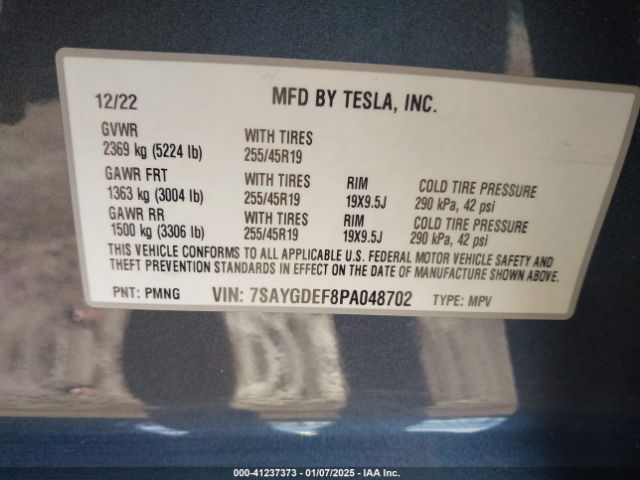 12/22 MFD BY TESLA, INC.
GVWR WITH TIRES
2369 kg (5224 lb) 255/45R19
GAWR FRT WITH TIRES RIM COLD TIRE PRESSURE
1363 kg (3004 lb) 255/45R19 19X9.5J 290 kPa, 42 psi
GAWR RR WITH TIRES RIM COLD TIRE PRESSURE
1500 kg (3306 lb) 255/45R19 19X9.5J 290 kPa, 42 psi
THIS VEHICLE CONFORMS TO ALL APPLICABLE U.S. FEDERAL MOTOR VEHICLE SAFETY AND
THEFT PREVENTION STANDARDS IN EFFECT ON THE DATE OF MANUFACTURE SHOWN ABOVE.
PNT: PMNG VIN: 7SAYGDEF8PA048702 TYPE: MPV
000-41237373 — 01/07/2025 — IAA Inc.